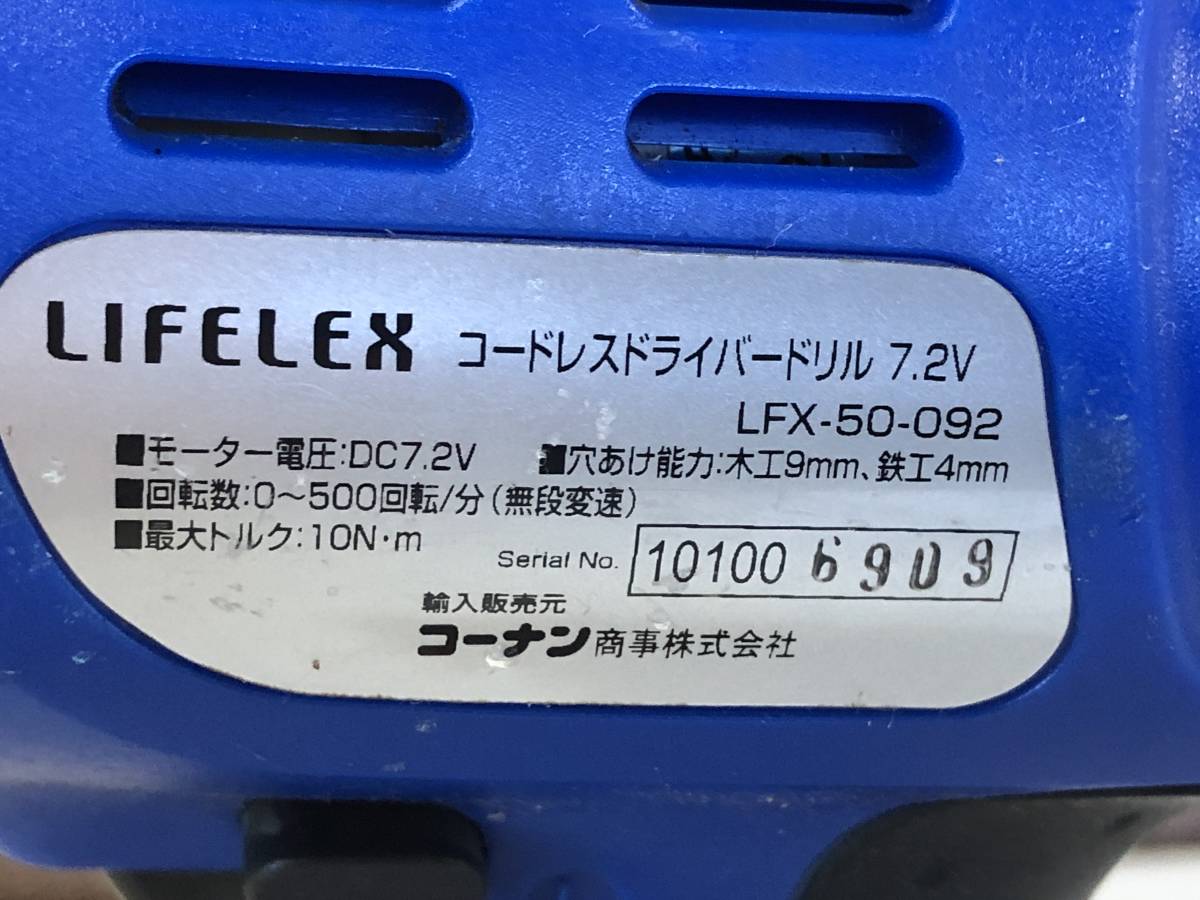 LIFELEX コードレスドライバードリル 7.2V
LFX-50-092
■モーター電圧:DC7.2V ■穴あけ能力:木工9mm、鉄工4mm
■回転数:0～500回転/分(無段変速)
■最大トルク:10N・m
Serial No. 10100 6909
輸入販売元
コーナン商事株式会社